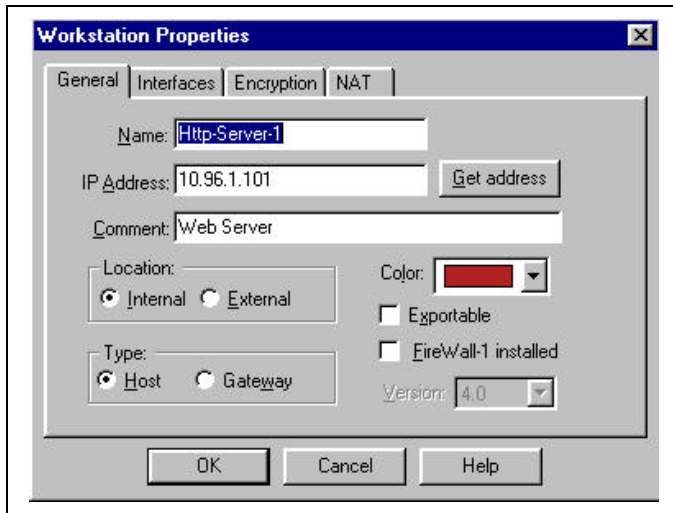 Workstation Properties
General Interfaces Encryption NAT
Name: Http-Server-1
IP Address: 10.96.1.101 Get address
Comment: Web Server
Location: Color:
Internal External
Exportable
Type: FireWall-1 installed
Host Gateway
Version: 4.0
OK Cancel Help